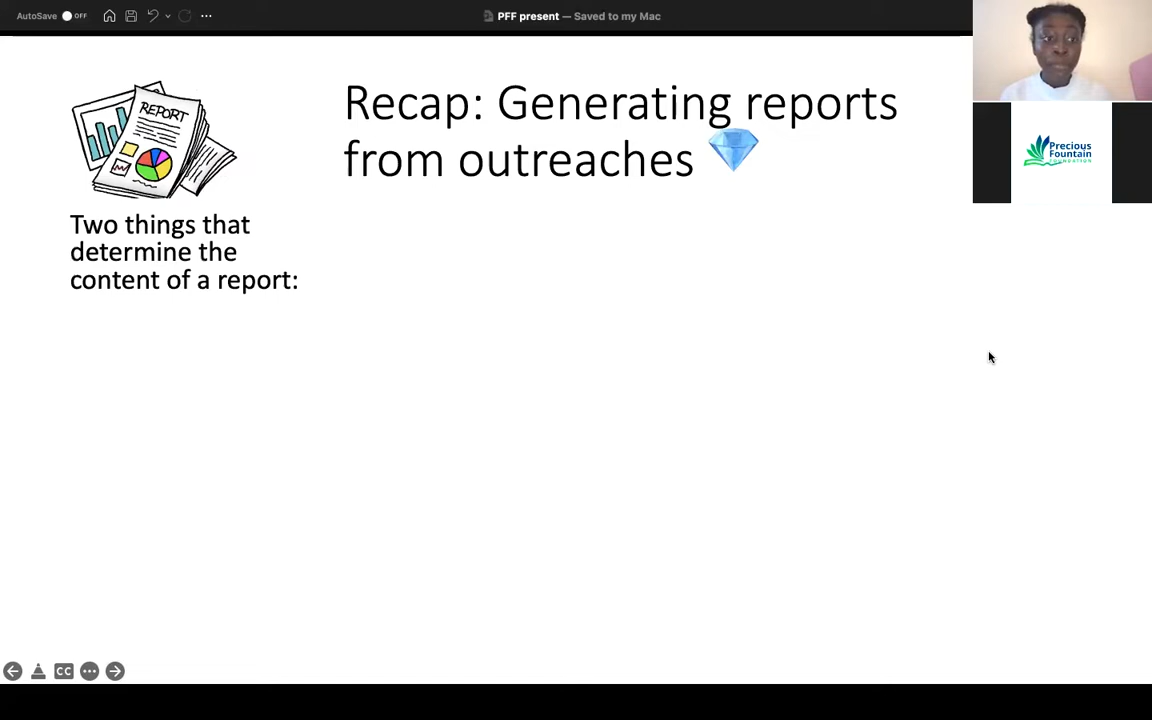 AutoSave OFF
PFF present — Saved to my Mac
REPORT
Recap: Generating reports
from outreaches
Precious
Fountain
FOUNDATION
Two things that
determine the
content of a report:
CC